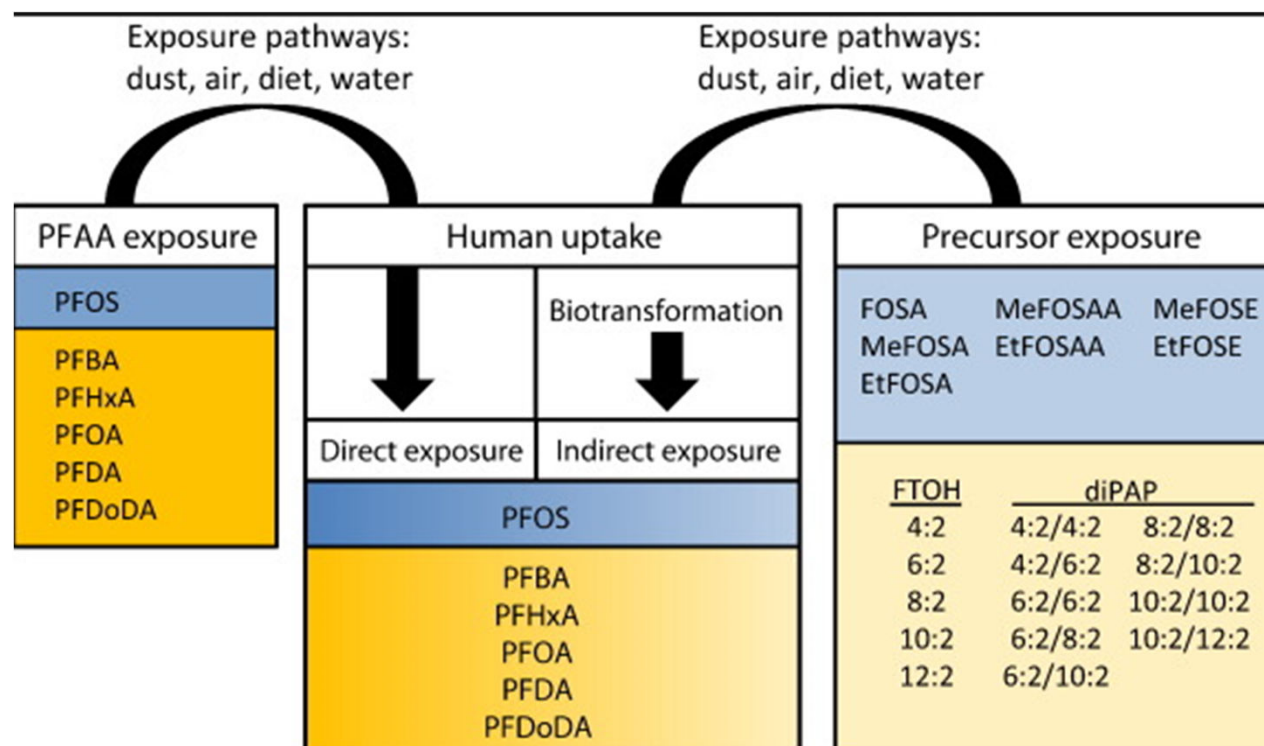 Exposure pathways:
dust, air, diet, water
Exposure pathways:
dust, air, diet, water
PFAA exposure
PFOS
PFBA
PFHxA
PFOA
PFDA
PFDoDA
Human uptake
Biotransformation
Direct exposure
Indirect exposure
PFOS
PFBA
PFHxA
PFOA
PFDA
PFDoDA
Precursor exposure
FOSA MeFOSAA MeFOSE
MeFOSA EtFOSAA EtFOSE
EtFOSA
FTOH diPAP
4:2 4:2/4:2 8:2/8:2
6:2 4:2/6:2 8:2/10:2
8:2 6:2/6:2 10:2/10:2
10:2 6:2/8:2 10:2/12:2
12:2 6:2/10:2